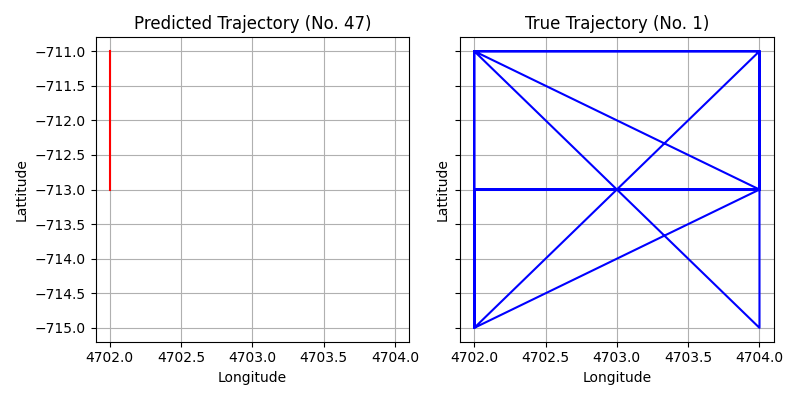 Predicted Trajectory (No. 47)
True Trajectory (No. 1)
−711.0
−711.5
−712.0
−712.5
−713.0
−713.5
−714.0
−714.5
−715.0
Lattitude
Lattitude
4702.0 4702.5 4703.0 4703.5 4704.0
4702.0 4702.5 4703.0 4703.5 4704.0
Longitude
Longitude